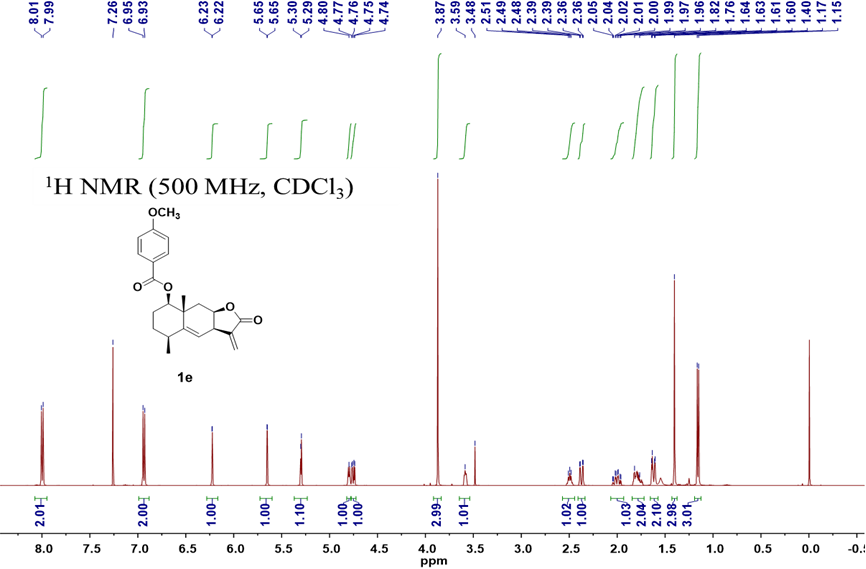 8.01 7.99 7.26 6.95 6.93 6.23 6.22 5.65 5.65 5.30 5.29 4.80 4.77 4.76 4.75 4.74 3.87 3.59 3.48 2.51 2.49 2.48 2.39 2.39 2.36 2.36 2.05 2.04 2.02 2.01 2.00 1.99 1.97 1.96 1.82 1.76 1.64 1.63 1.61 1.60 1.40 1.17 1.15
¹H NMR (500 MHz, CDCl₃)
OCH₃
O
O
O
O
1e
2.01 2.00 1.00 1.00 1.10 1.00 1.00 2.99 1.01 1.02 1.00 1.03 2.04 2.10 2.98 3.01
8.0 7.5 7.0 6.5 6.0 5.5 5.0 4.5 4.0 3.5 3.0 2.5 2.0 1.5 1.0 0.5 0.0 -0.5
ppm